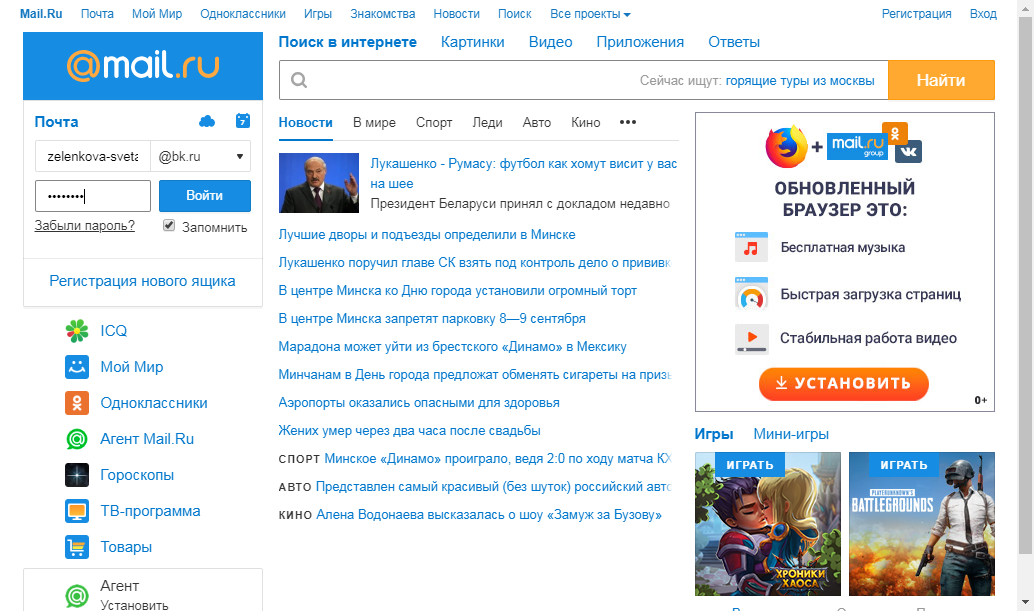 Mail.Ru Почта Мой Мир Одноклассники Игры Знакомства Новости Поиск Все проекты Регистрация Вход
@mail.ru
Поиск в интернете Картинки Видео Приложения Ответы
Сейчас ищут: горящие туры из москвы
Найти
Почта
7
zelenkova-sveta
@bk.ru
••••••••
Войти
Забыли пароль?
Запомнить
Регистрация нового ящика
ICQ
Мой Мир
Одноклассники
Агент Mail.Ru
Гороскопы
ТВ-программа
Товары
Агент
Установить
Новости В мире Спорт Леди Авто Кино •••
Лукашенко - Румасу: футбол как хомут висит у вас
на шее
Президент Беларуси принял с докладом недавно
Лучшие дворы и подъезды определили в Минске
Лукашенко поручил главе СК взять под контроль дело о прививк
В центре Минска ко Дню города установили огромный торт
В центре Минска запретят парковку 8—9 сентября
Марадона может уйти из брестского «Динамо» в Мексику
Минчанам в День города предложат обменять сигареты на призы
Аэропорты оказались опасными для здоровья
Жених умер через два часа после свадьбы
СПОРТ Минское «Динамо» проиграло, ведя 2:0 по ходу матча КХ
АВТО Представлен самый красивый (без шуток) российский авто
КИНО Алена Водонаева высказалась о шоу «Замуж за Бузову»
+ mail.ru
group
ОБНОВЛЕННЫЙ
БРАУЗЕР ЭТО:
Бесплатная музыка
Быстрая загрузка страниц
Стабильная работа видео
УСТАНОВИТЬ
0+
Игры Мини-игры
ИГРАТЬ
ХРОНИКИ
ХАОСА
ИГРАТЬ
PLAYERUNKNOWN'S
BATTLEGROUNDS